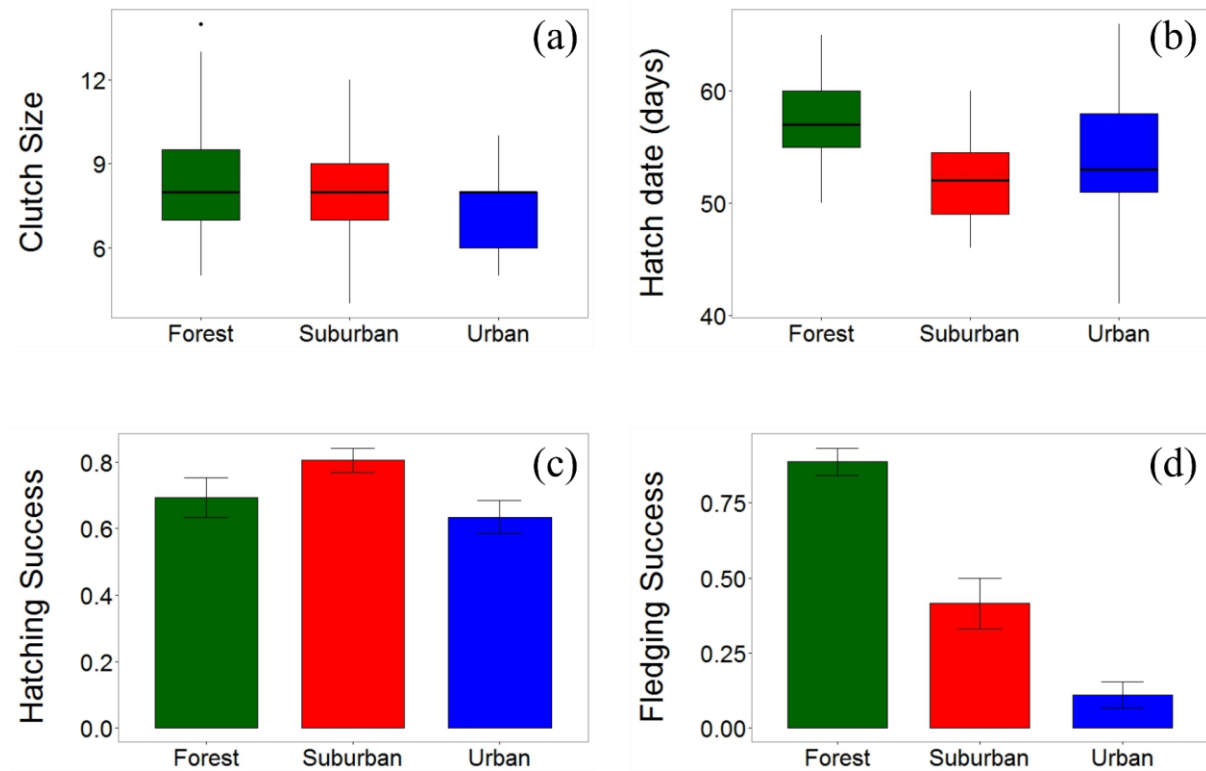 (a)
Clutch Size
12
9
6
Forest Suburban Urban
(b)
Hatch date (days)
60
50
40
Forest Suburban Urban
(c)
Hatching Success
0.8
0.6
0.4
0.2
0.0
Forest Suburban Urban
(d)
Fledging Success
0.75
0.50
0.25
0.00
Forest Suburban Urban